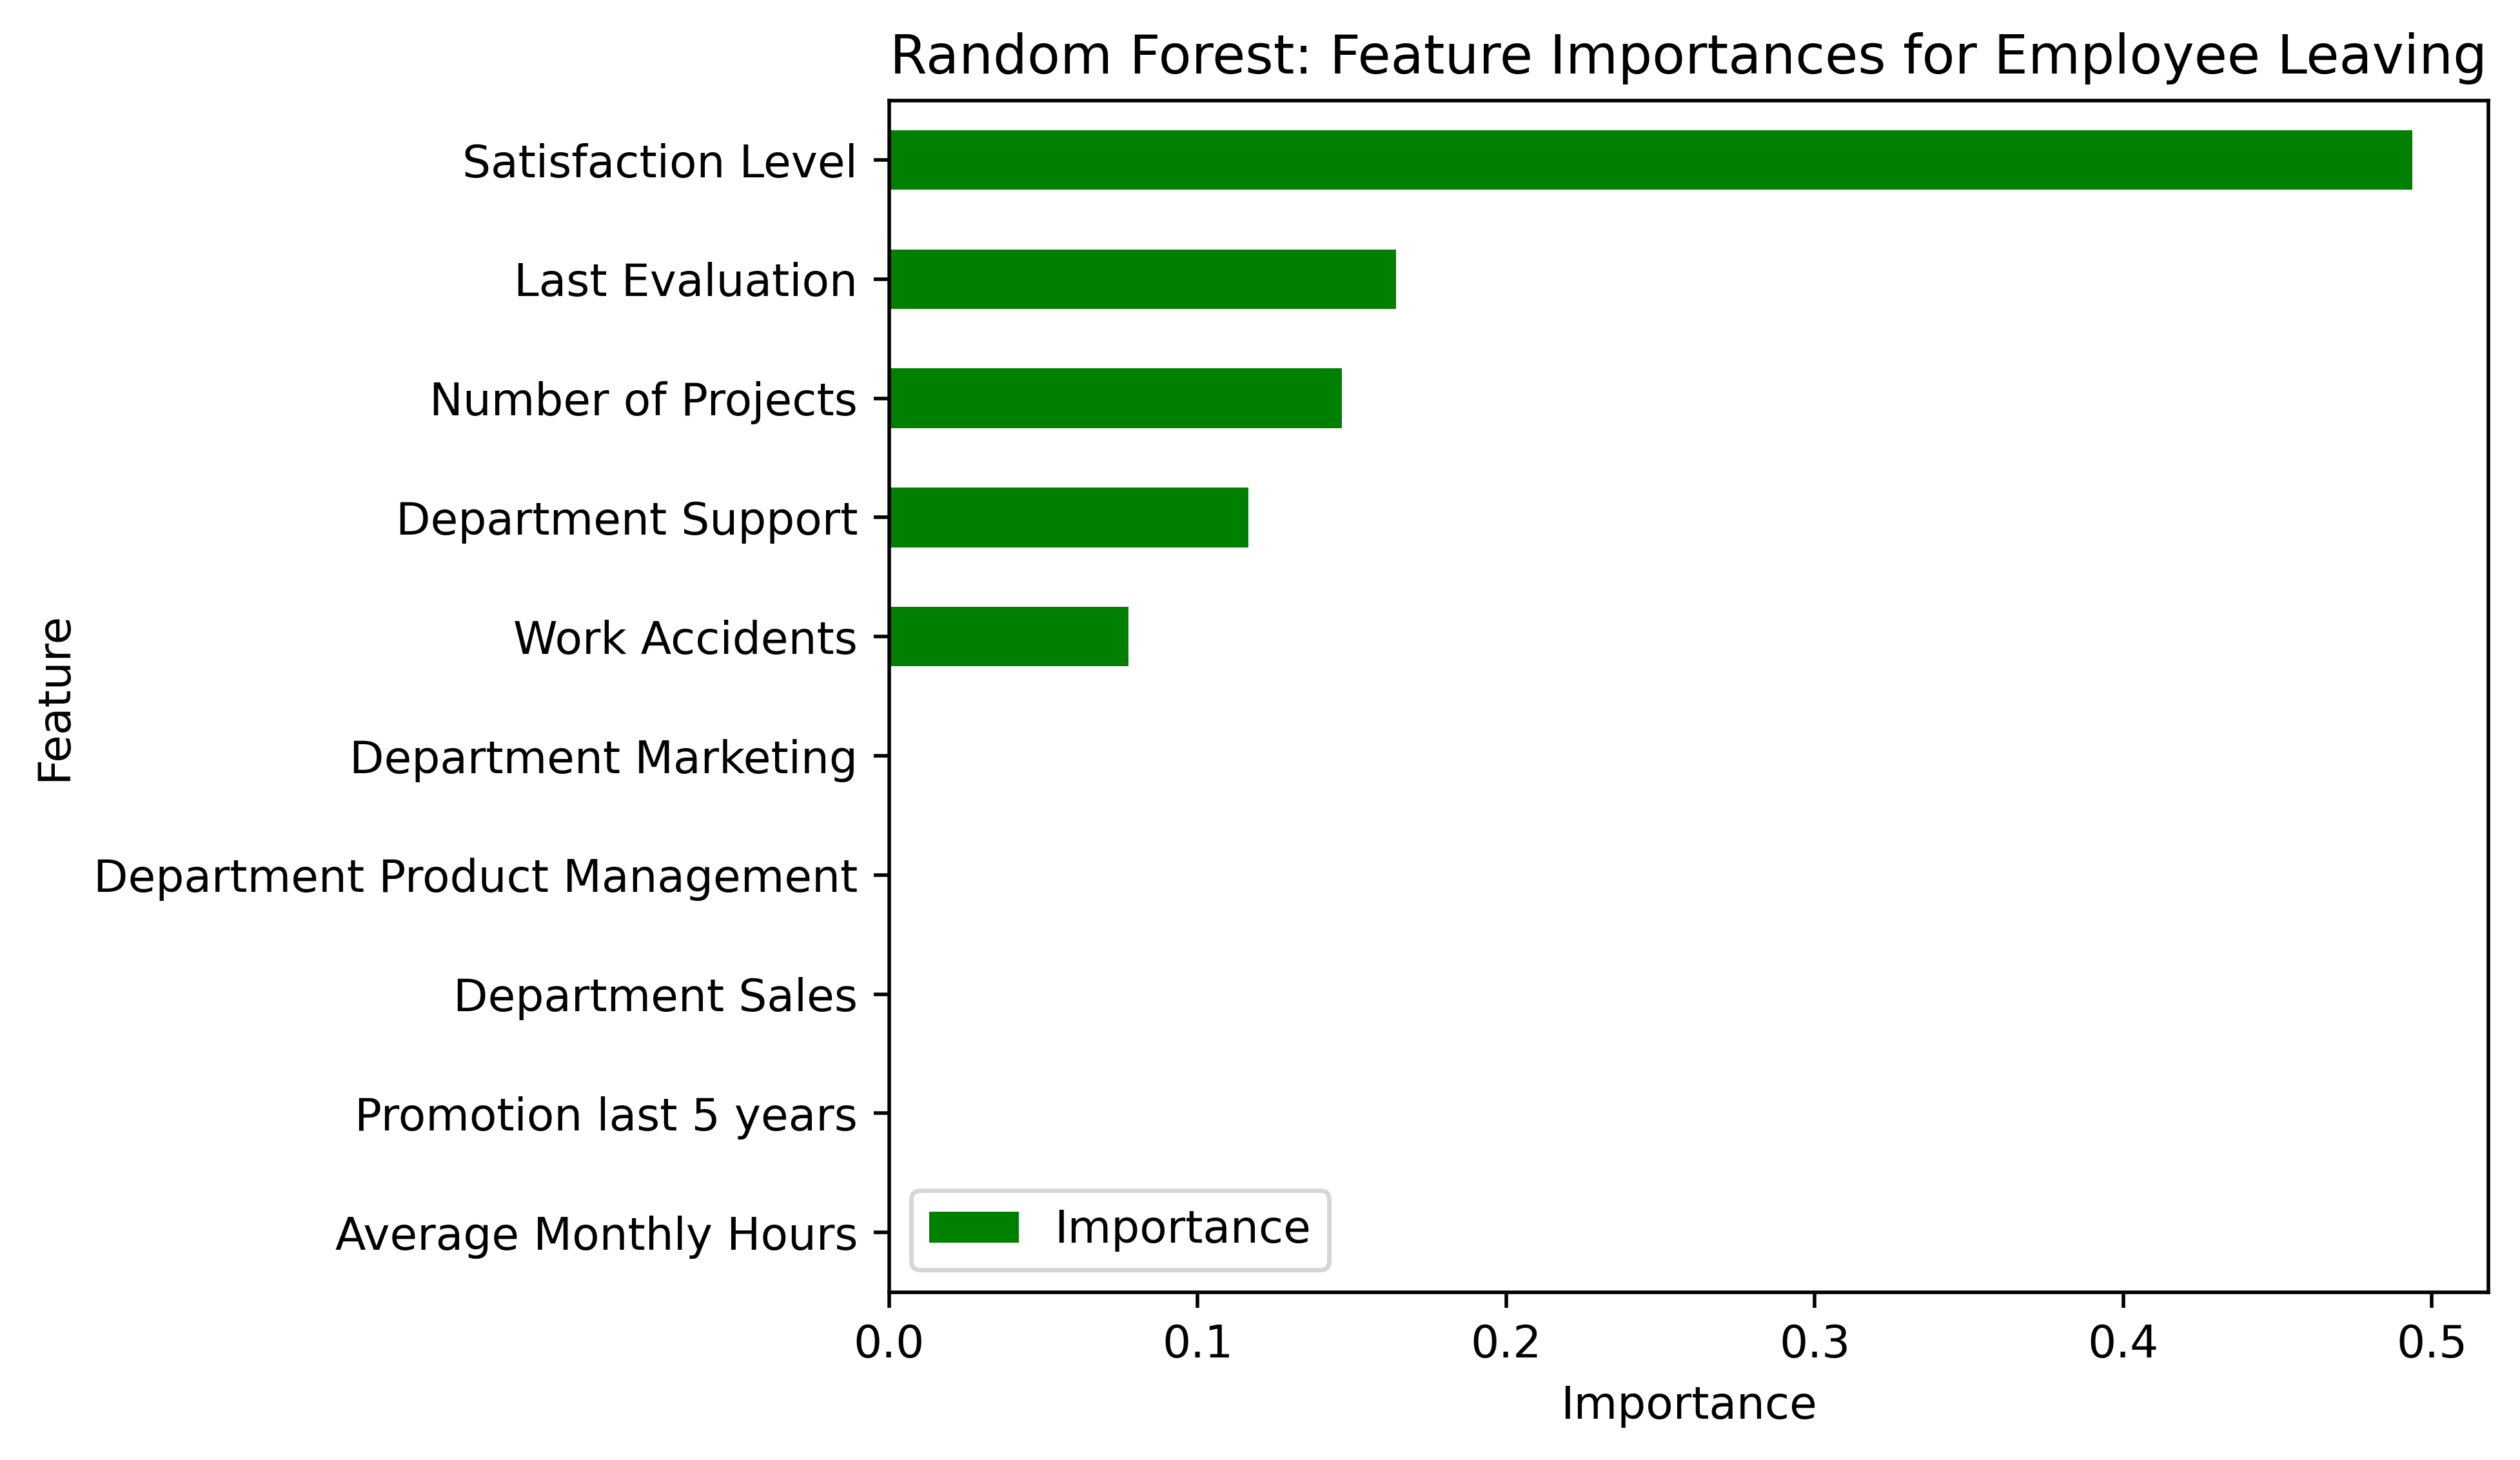 Random Forest: Feature Importances for Employee Leaving
Feature
Satisfaction Level
Last Evaluation
Number of Projects
Department Support
Work Accidents
Department Marketing
Department Product Management
Department Sales
Promotion last 5 years
Average Monthly Hours
Importance
0.0 0.1 0.2 0.3 0.4 0.5
Importance